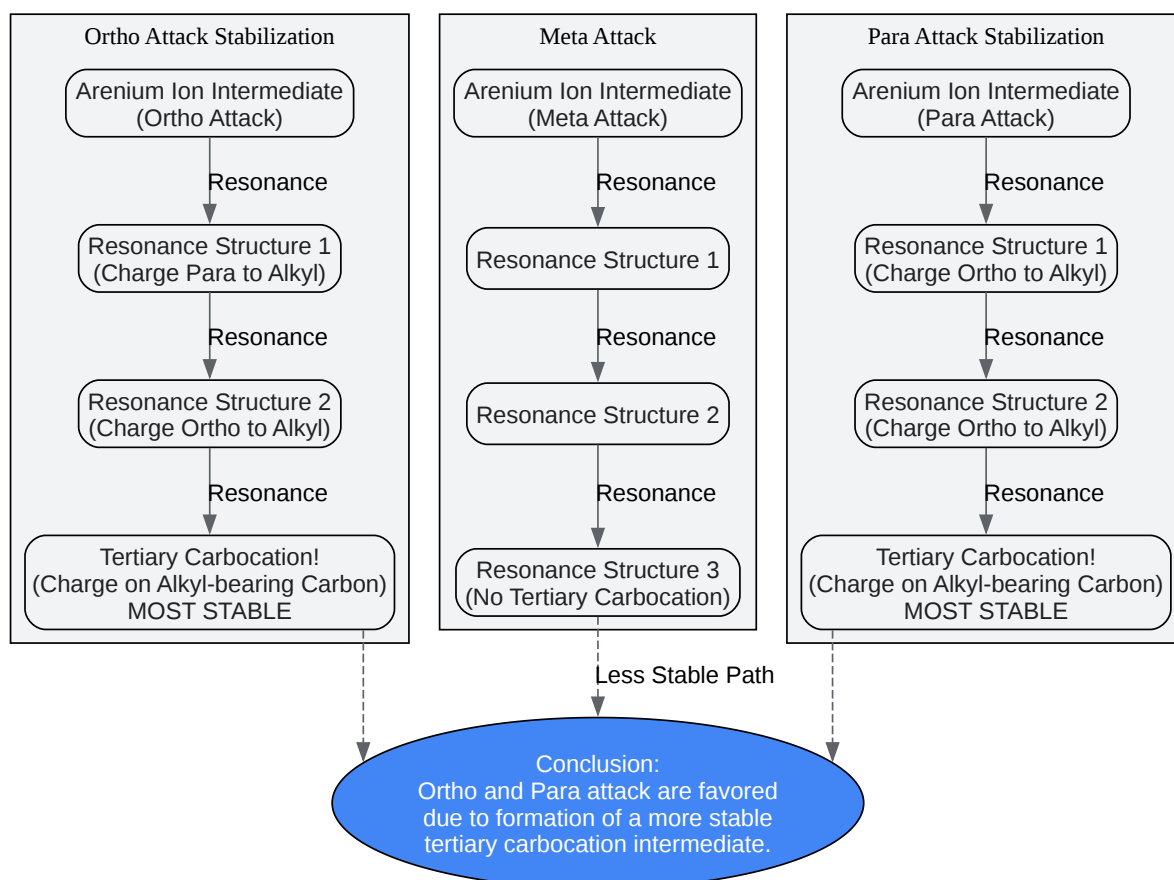 Ortho Attack Stabilization
Arenium Ion Intermediate
(Ortho Attack)
Resonance
Resonance Structure 1
(Charge Para to Alkyl)
Resonance
Resonance Structure 2
(Charge Ortho to Alkyl)
Resonance
Tertiary Carbocation!
(Charge on Alkyl-bearing Carbon)
MOST STABLE
Meta Attack
Arenium Ion Intermediate
(Meta Attack)
Resonance
Resonance Structure 1
Resonance
Resonance Structure 2
Resonance
Resonance Structure 3
(No Tertiary Carbocation)
Less Stable Path
Para Attack Stabilization
Arenium Ion Intermediate
(Para Attack)
Resonance
Resonance Structure 1
(Charge Ortho to Alkyl)
Resonance
Resonance Structure 2
(Charge Ortho to Alkyl)
Resonance
Tertiary Carbocation!
(Charge on Alkyl-bearing Carbon)
MOST STABLE
Conclusion:
Ortho and Para attack are favored
due to formation of a more stable
tertiary carbocation intermediate.